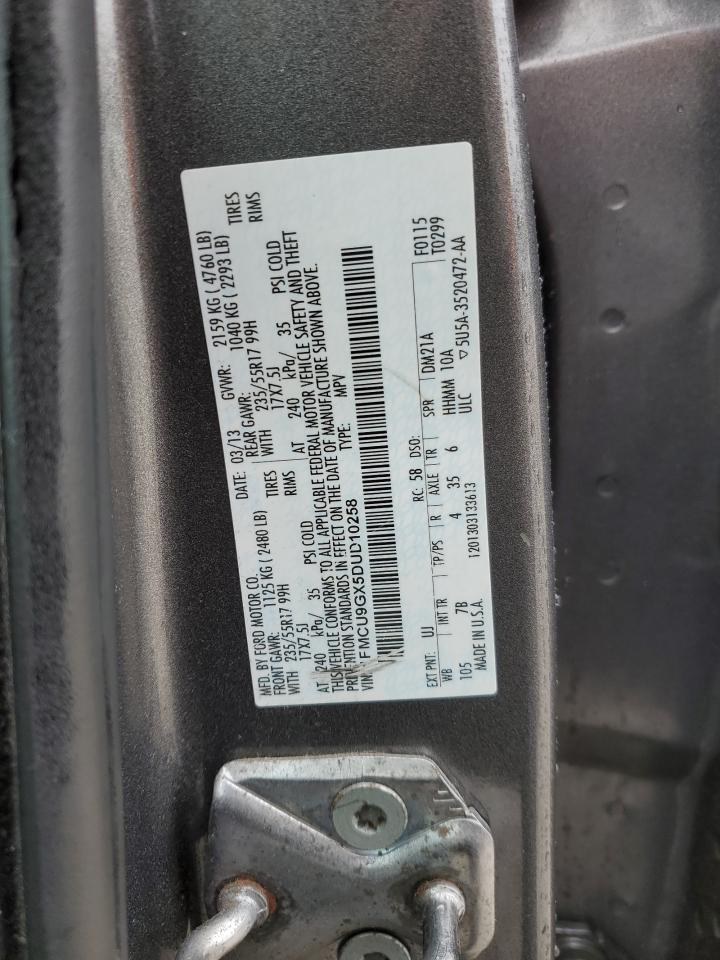 MFD. BY FORD MOTOR CO.
DATE: 03/13 GVWR: 2159 KG ( 4760 LB)
FRONT GAWR: 1125 KG ( 2480 LB) REAR GAWR: 1040 KG ( 2293 LB)
WITH 235/55R17 99H TIRES WITH 235/55R17 99H TIRES
17X7.5J RIMS 17X7.5J RIMS
AT 240 kPa/ 35 PSI COLD AT 240 kPa/ 35 PSI COLD
THIS VEHICLE CONFORMS TO ALL APPLICABLE FEDERAL MOTOR VEHICLE SAFETY AND THEFT
PREVENTION STANDARDS IN EFFECT ON THE DATE OF MANUFACTURE SHOWN ABOVE.
VIN: FMCU9GX5DUD10258 TYPE: MPV
F0115
T0299
EXT PNT: UJ RC: 58 DSO:
WB INT TR TP/PS R AXLE TR SPR DM21A
105 7B 4 35 6 HHMM 10A
1201303133613 ULC
MADE IN U.S.A. ▽5U5A-3520472-AA